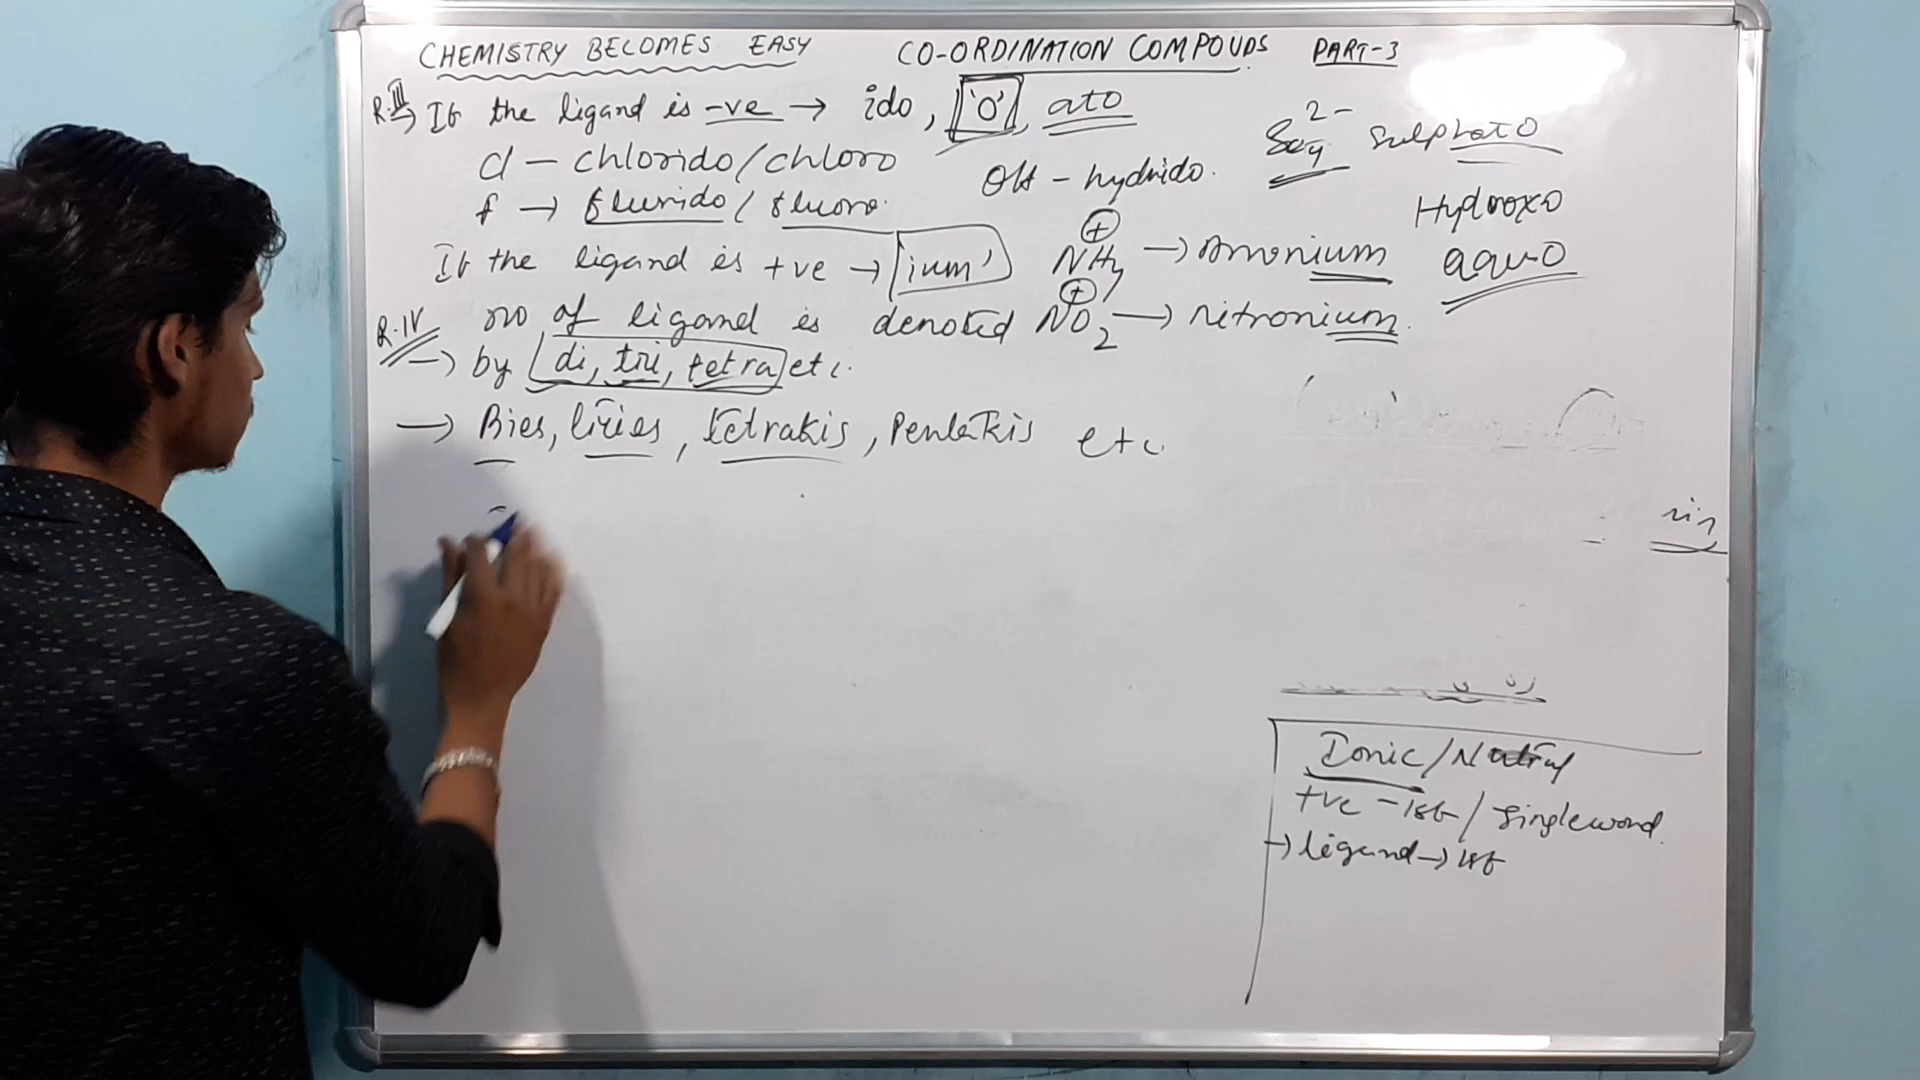 CHEMISTRY BECOMES EASY CO-ORDINATION COMPOUDS PART-3
R.III → If the ligand is -ve → ido, 'O', ato
SO4 2- sulphato
Cl - chlorido/chloro OH - hydrido.
f → flurido / fluoro. Hydroxo
If the ligand is +ve → 'ium' NH4 + → Amonium aquo
R.IV no of ligand is denoted NO2 + → nitronium.
→ by di, tri, tetra etc.
→ Bies, tries, tetrakis, Pentakis etc.
Ionic/Nutral
+ve - 1st / singleword.
→ ligand → 1st